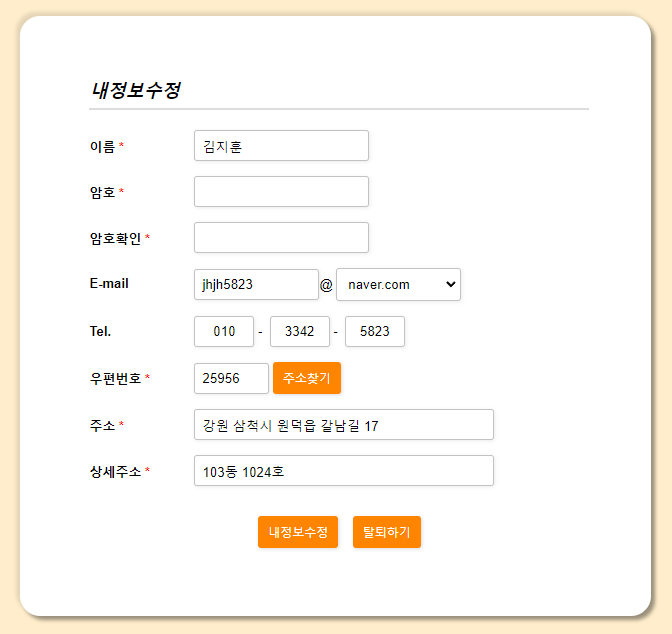 내정보수정
이름 * 김지훈
암호 *
암호확인 *
E-mail jhjh5823 @ naver.com
Tel. 010 - 3342 - 5823
우편번호 * 25956 주소찾기
주소 * 강원 삼척시 원덕읍 갈남길 17
상세주소 * 103동 1024호
내정보수정 탈퇴하기